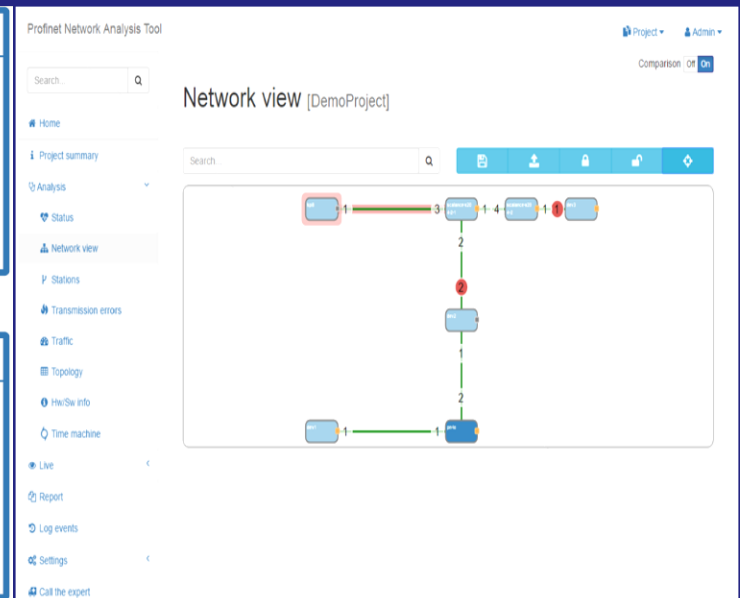 Profinet Network Analysis Tool
Project
Admin
Comparison Off On
Search...
Network view [DemoProject]
Home
Project summary
Search...
Analysis
Status
Network view
Stations
Transmission errors
Traffic
Topology
Hw/Sw info
Time machine
Live
Report
Log events
Settings
Call the expert
1 3 1 4 1 1
2
2
1
2
1 1